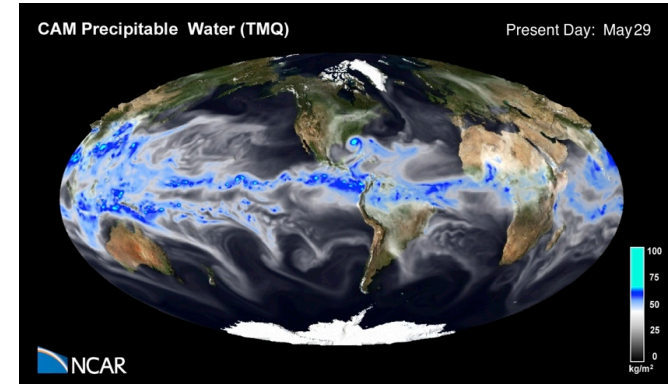 CAM Precipitable Water (TMQ)
Present Day: May29
100
75
50
25
0
kg/m²
NCAR